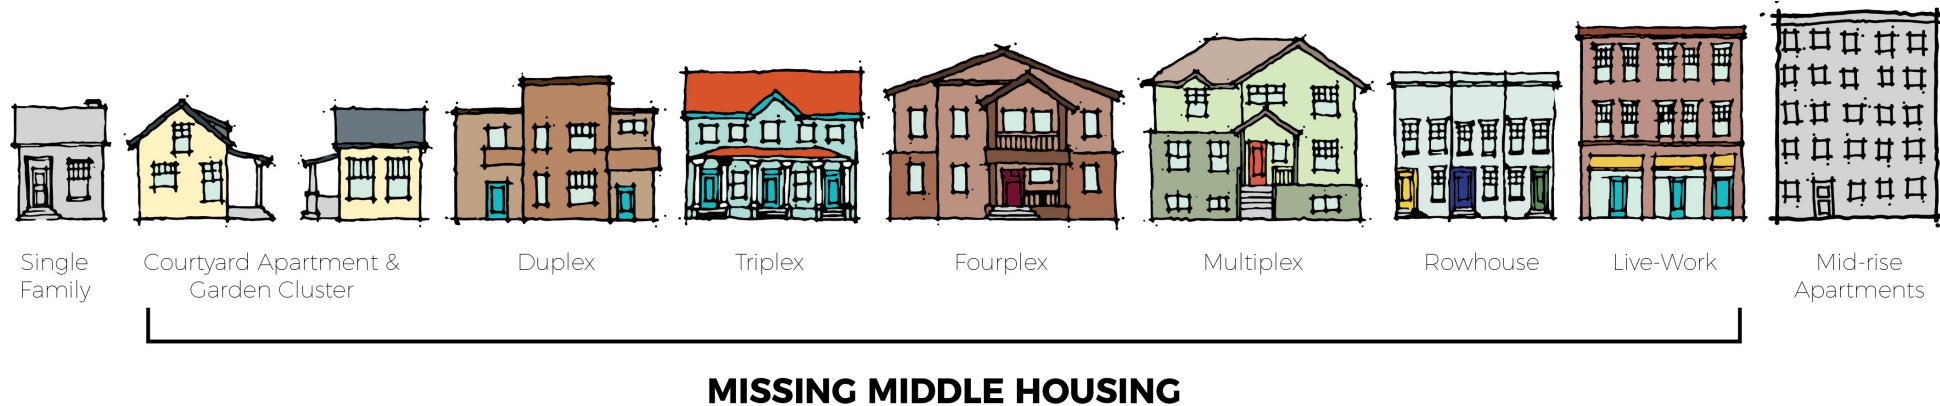 Single
Family
Courtyard Apartment &
Garden Cluster
Duplex
Triplex
Fourplex
Multiplex
Rowhouse
Live-Work
Mid-rise
Apartments
MISSING MIDDLE HOUSING